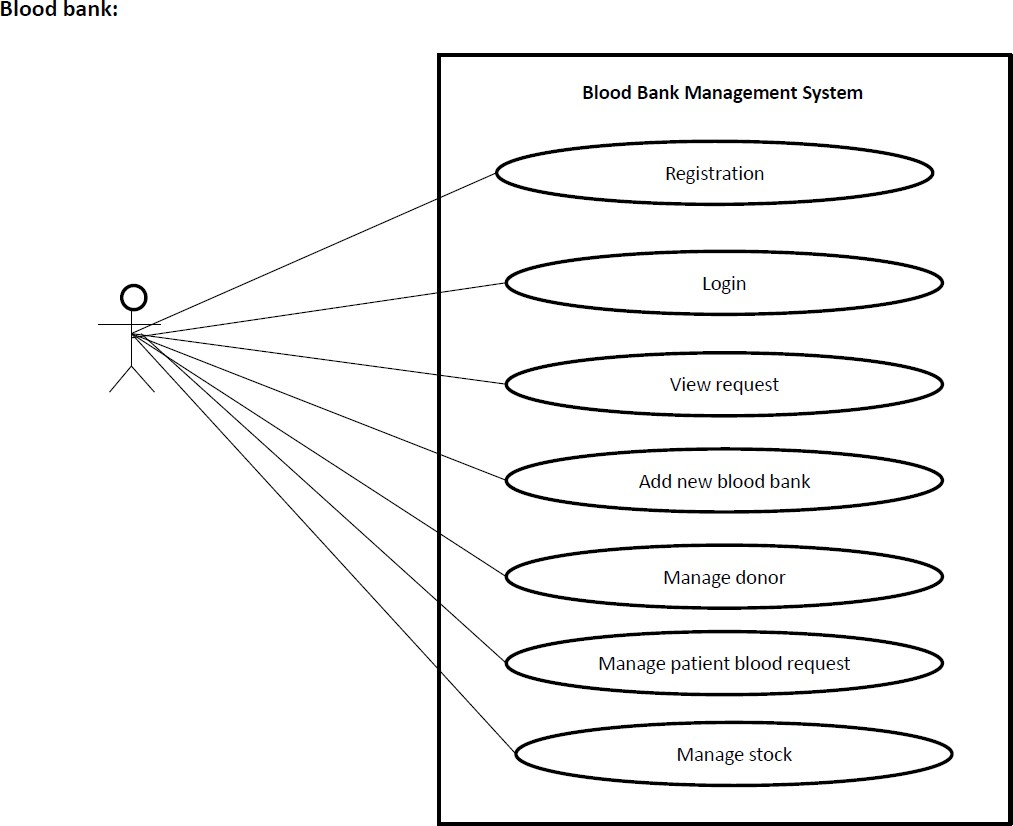 Blood bank:
Blood Bank Management System
Registration
Login
View request
Add new blood bank
Manage donor
Manage patient blood request
Manage stock